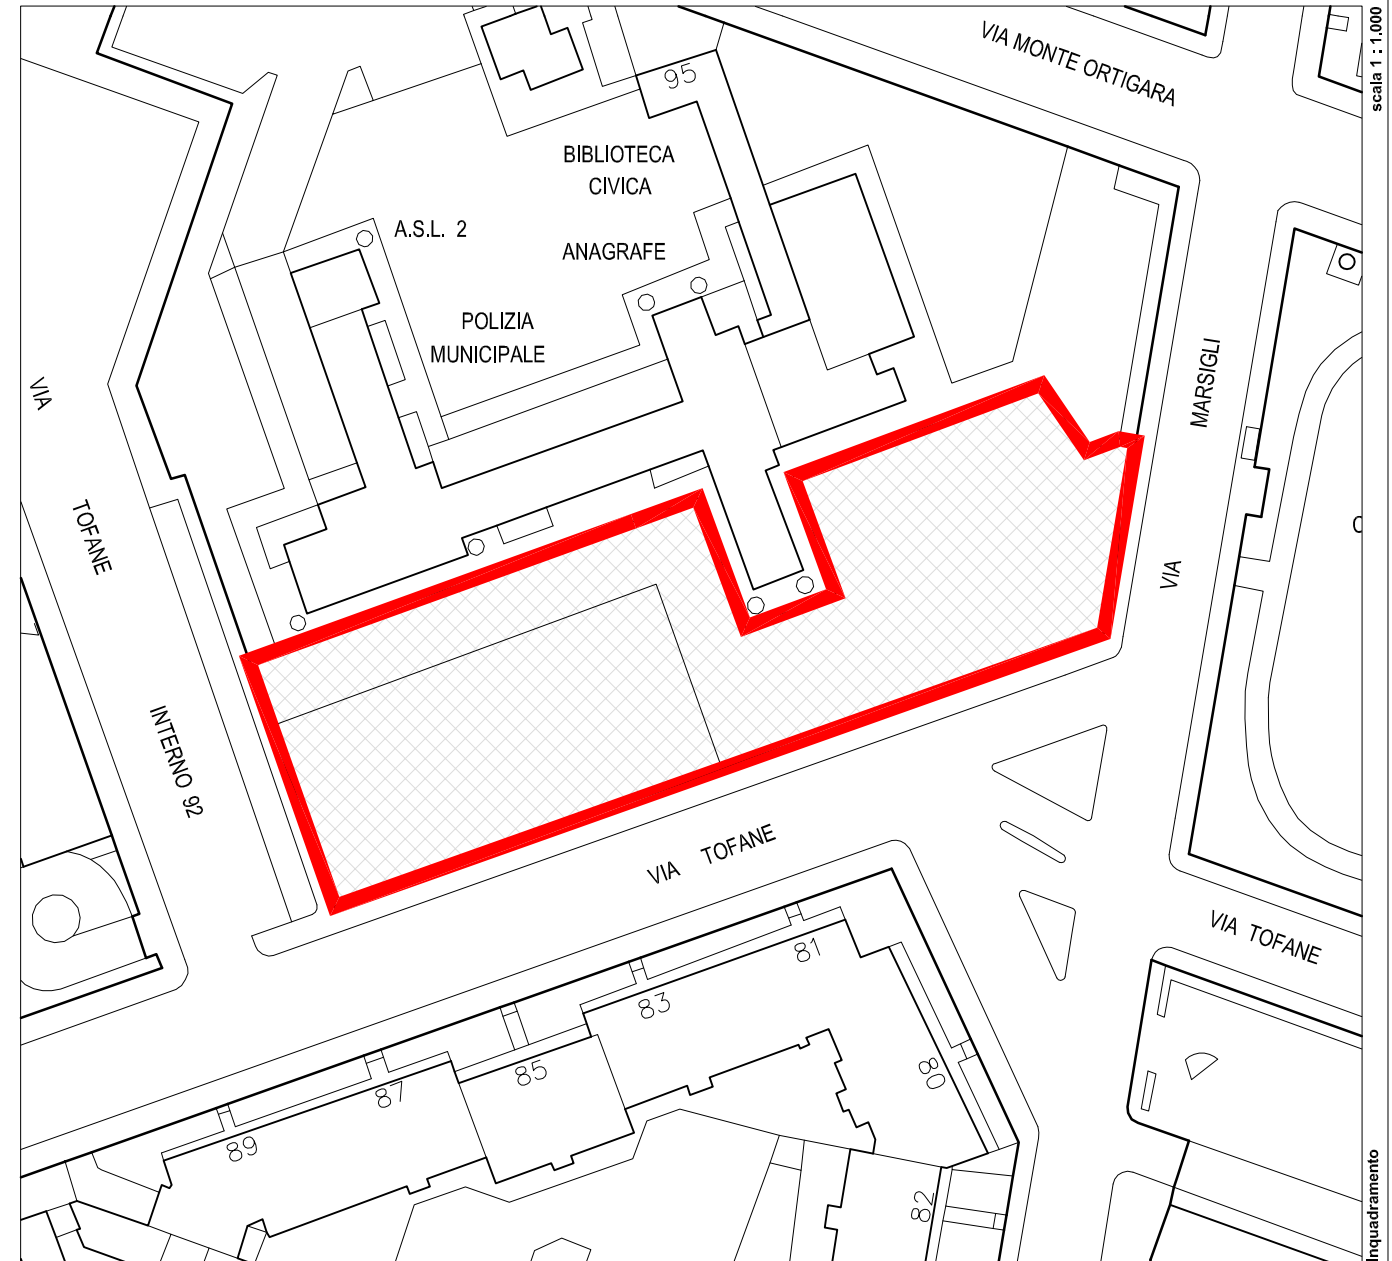 VIA MONTE ORTIGARA
scala 1 : 1.000
95
BIBLIOTECA
CIVICA
A.S.L. 2
ANAGRAFE
POLIZIA
MUNICIPALE
VIA
TOFANE
MARSIGLI
VIA
INTERNO 92
VIA TOFANE
VIA TOFANE
81
83
85
87
89
80
82
Inquadramento